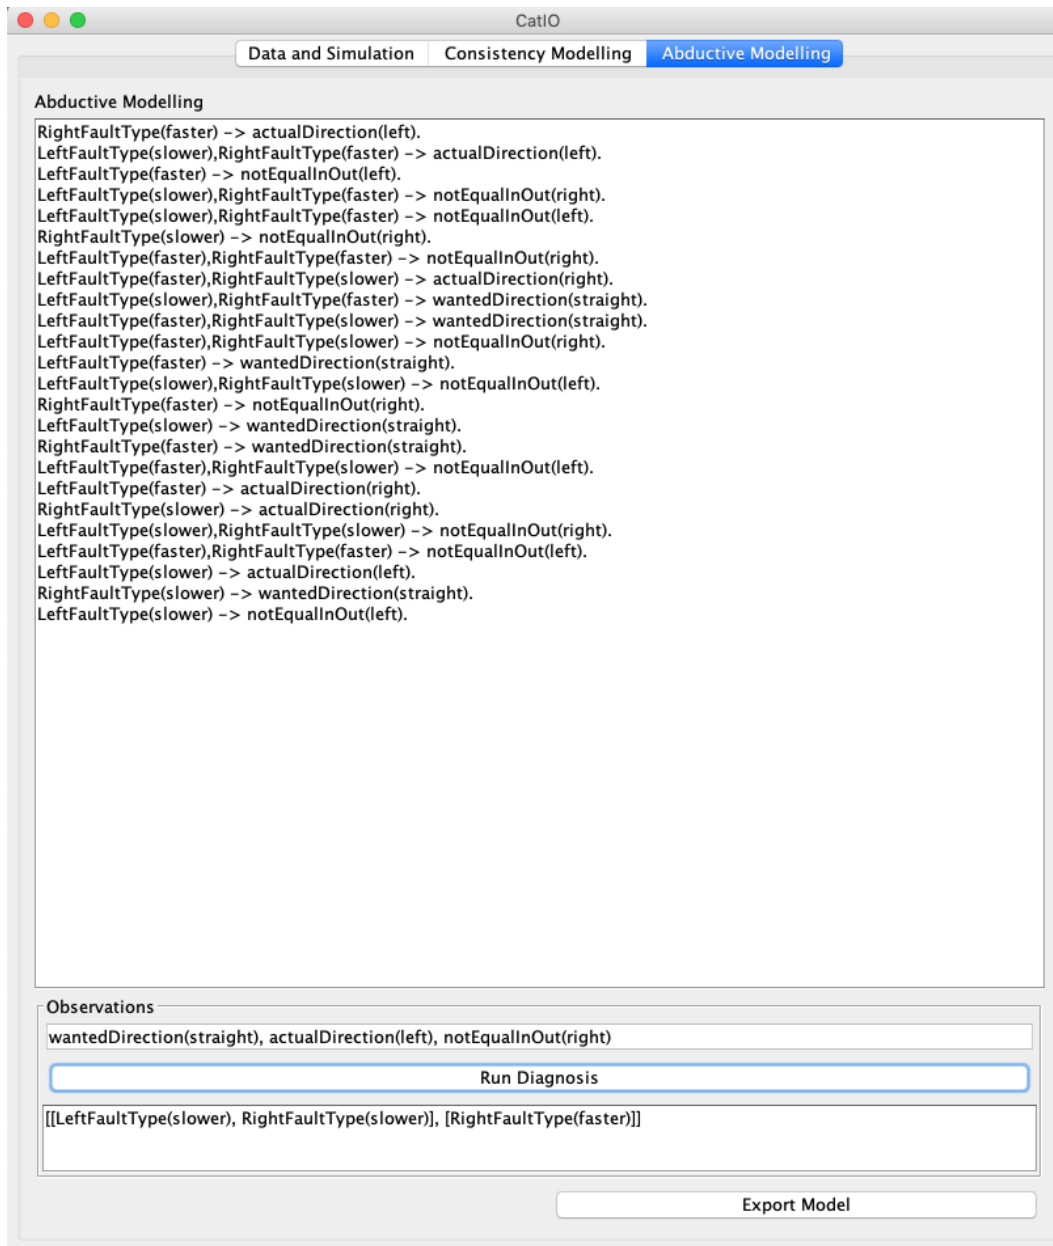 CatIO
Data and Simulation Consistency Modelling Abductive Modelling
Abductive Modelling
RightFaultType(faster) -> actualDirection(left).
LeftFaultType(slower),RightFaultType(faster) -> actualDirection(left).
LeftFaultType(faster) -> notEqualInOut(left).
LeftFaultType(slower),RightFaultType(faster) -> notEqualInOut(right).
LeftFaultType(slower),RightFaultType(faster) -> notEqualInOut(left).
RightFaultType(slower) -> notEqualInOut(right).
LeftFaultType(faster),RightFaultType(faster) -> notEqualInOut(right).
LeftFaultType(faster),RightFaultType(slower) -> actualDirection(right).
LeftFaultType(slower),RightFaultType(faster) -> wantedDirection(straight).
LeftFaultType(faster),RightFaultType(slower) -> wantedDirection(straight).
LeftFaultType(faster),RightFaultType(slower) -> notEqualInOut(right).
LeftFaultType(faster) -> wantedDirection(straight).
LeftFaultType(slower),RightFaultType(slower) -> notEqualInOut(left).
RightFaultType(faster) -> notEqualInOut(right).
LeftFaultType(slower) -> wantedDirection(straight).
RightFaultType(faster) -> wantedDirection(straight).
LeftFaultType(faster),RightFaultType(slower) -> notEqualInOut(left).
LeftFaultType(faster) -> actualDirection(right).
RightFaultType(slower) -> actualDirection(right).
LeftFaultType(slower),RightFaultType(slower) -> notEqualInOut(right).
LeftFaultType(faster),RightFaultType(faster) -> notEqualInOut(left).
LeftFaultType(slower) -> actualDirection(left).
RightFaultType(slower) -> wantedDirection(straight).
LeftFaultType(slower) -> notEqualInOut(left).
Observations
wantedDirection(straight), actualDirection(left), notEqualInOut(right)
Run Diagnosis
[[LeftFaultType(slower), RightFaultType(slower)], [RightFaultType(faster)]]
Export Model